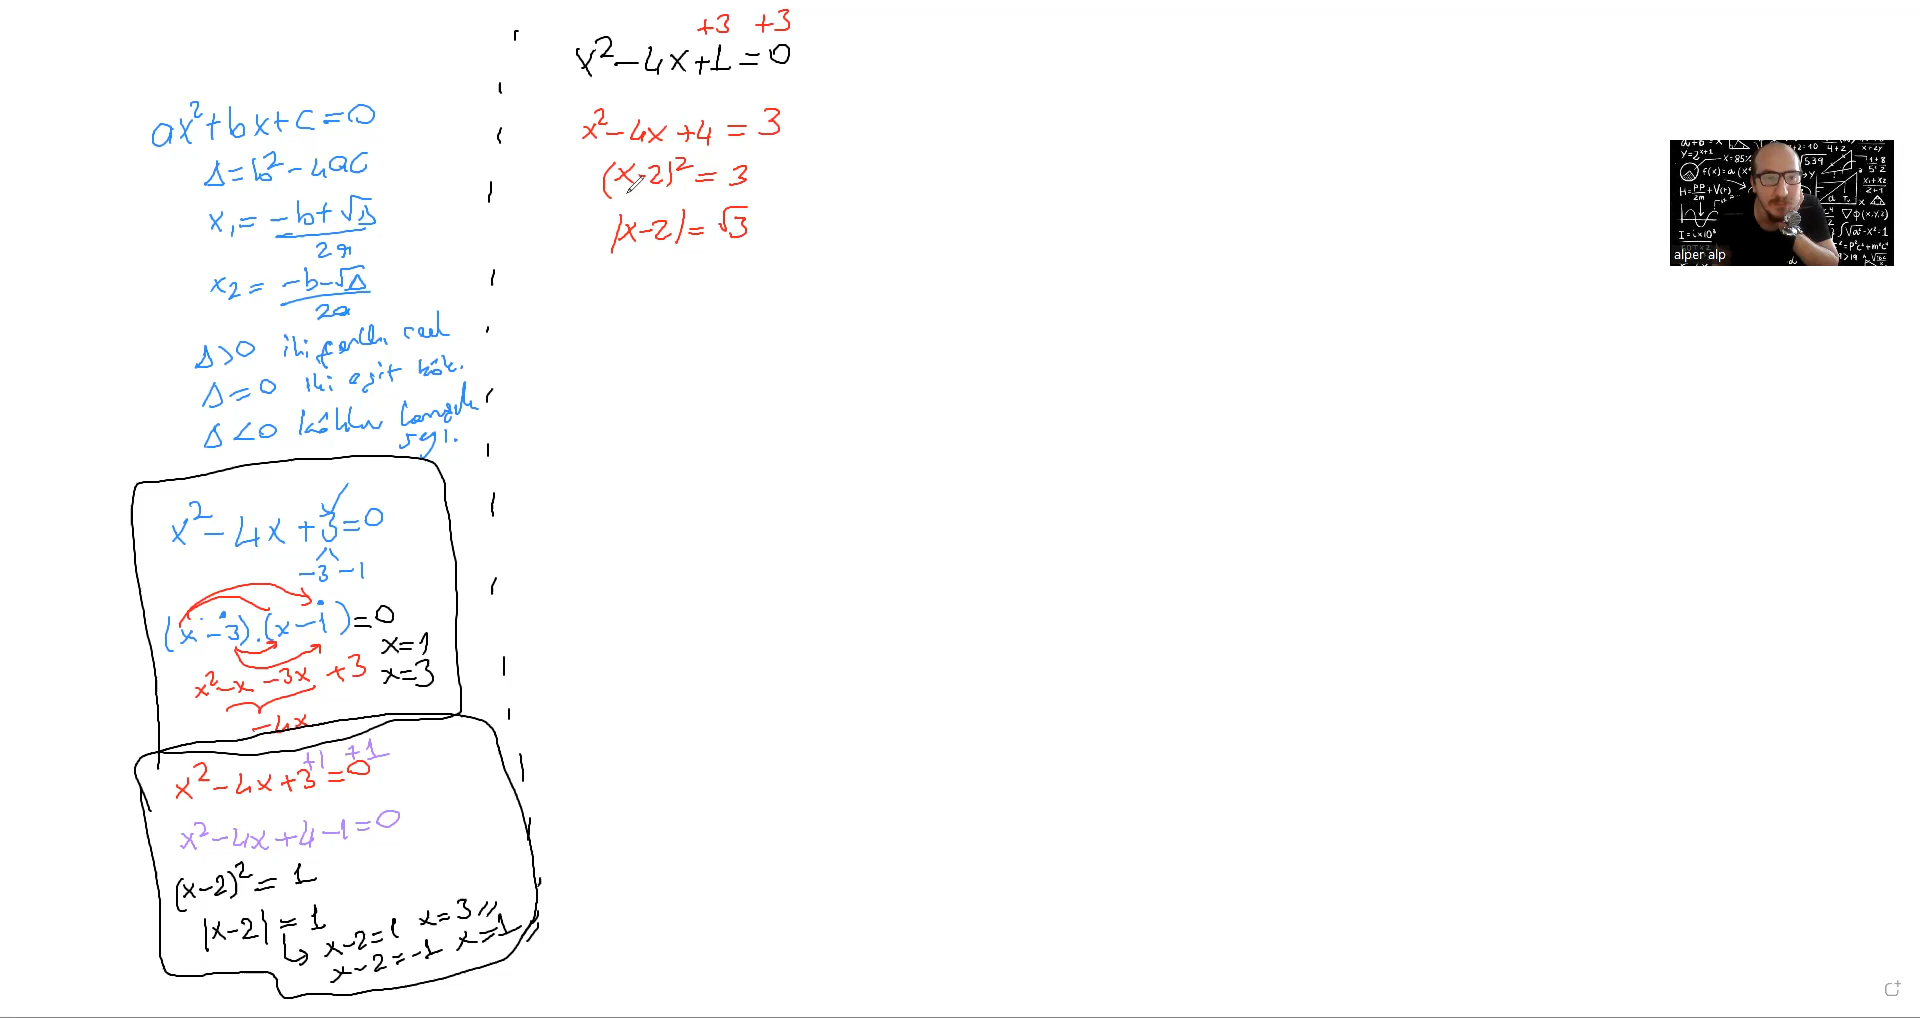 ax²+bx+c=0
Δ=b²-4ac
x₁=(-b+√Δ)/2a
x₂=(-b-√Δ)/2a
Δ>0 iki farklı reel
Δ=0 iki eşit kök.
Δ<0 kökler
sayı.
x²-4x+3=0
-3 -1
(x-3).(x-1)=0
x=1
x²-x-3x+3
x=3
-4x
+1 +1
x²-4x+3=0
x²-4x+4-1=0
(x-2)²=1
|x-2|=1
x-2=1 x=3
x-2=-1 x=1
+3 +3
x²-4x+1=0
x²-4x+4=3
(x-2)²=3
|x-2|=√3
alper alp